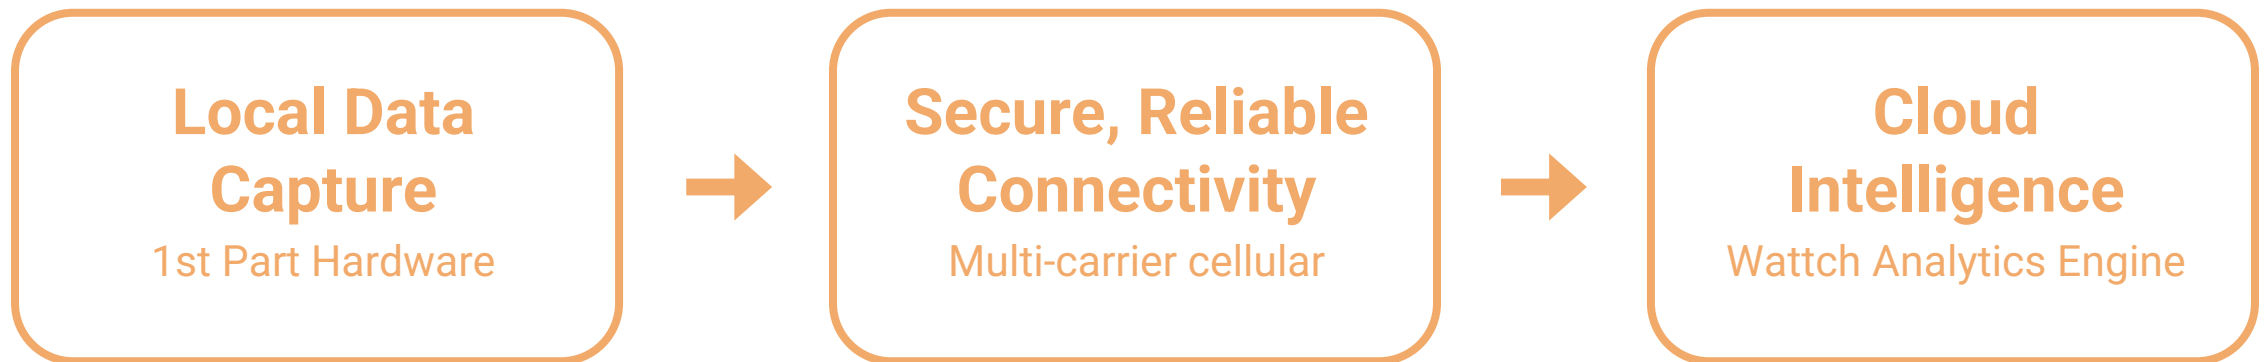 Local Data
Capture
1st Part Hardware
Secure, Reliable
Connectivity
Multi-carrier cellular
Cloud
Intelligence
Wattch Analytics Engine